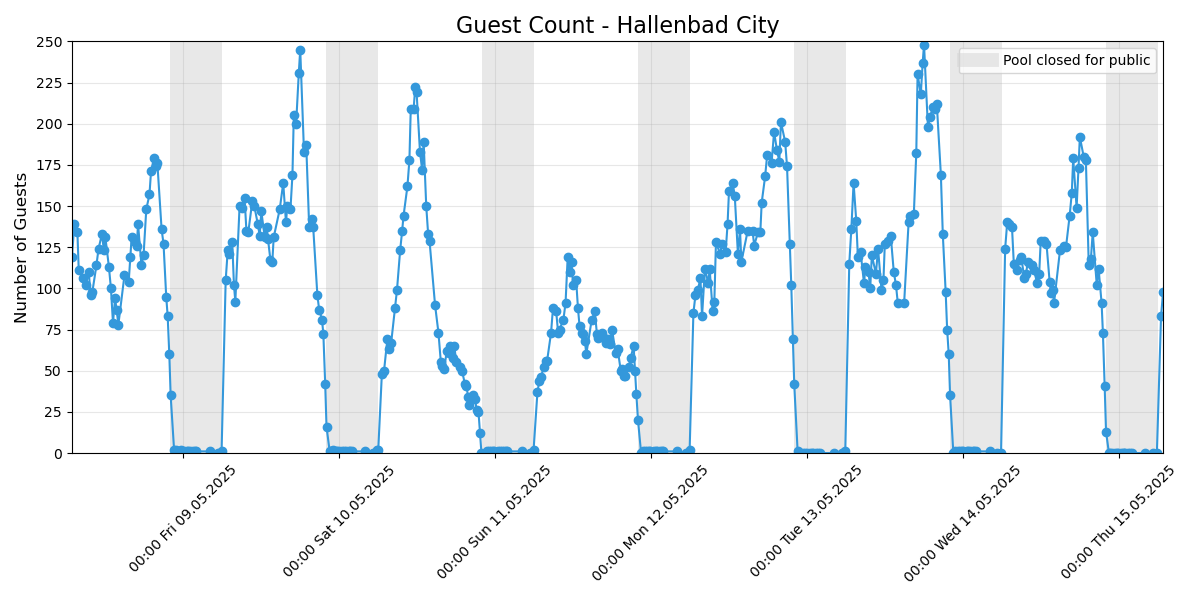 Guest Count - Hallenbad City
Pool closed for public
Number of Guests
250
225
200
175
150
125
100
75
50
25
0
00:00 Fri 09.05.2025
00:00 Sat 10.05.2025
00:00 Sun 11.05.2025
00:00 Mon 12.05.2025
00:00 Tue 13.05.2025
00:00 Wed 14.05.2025
00:00 Thu 15.05.2025